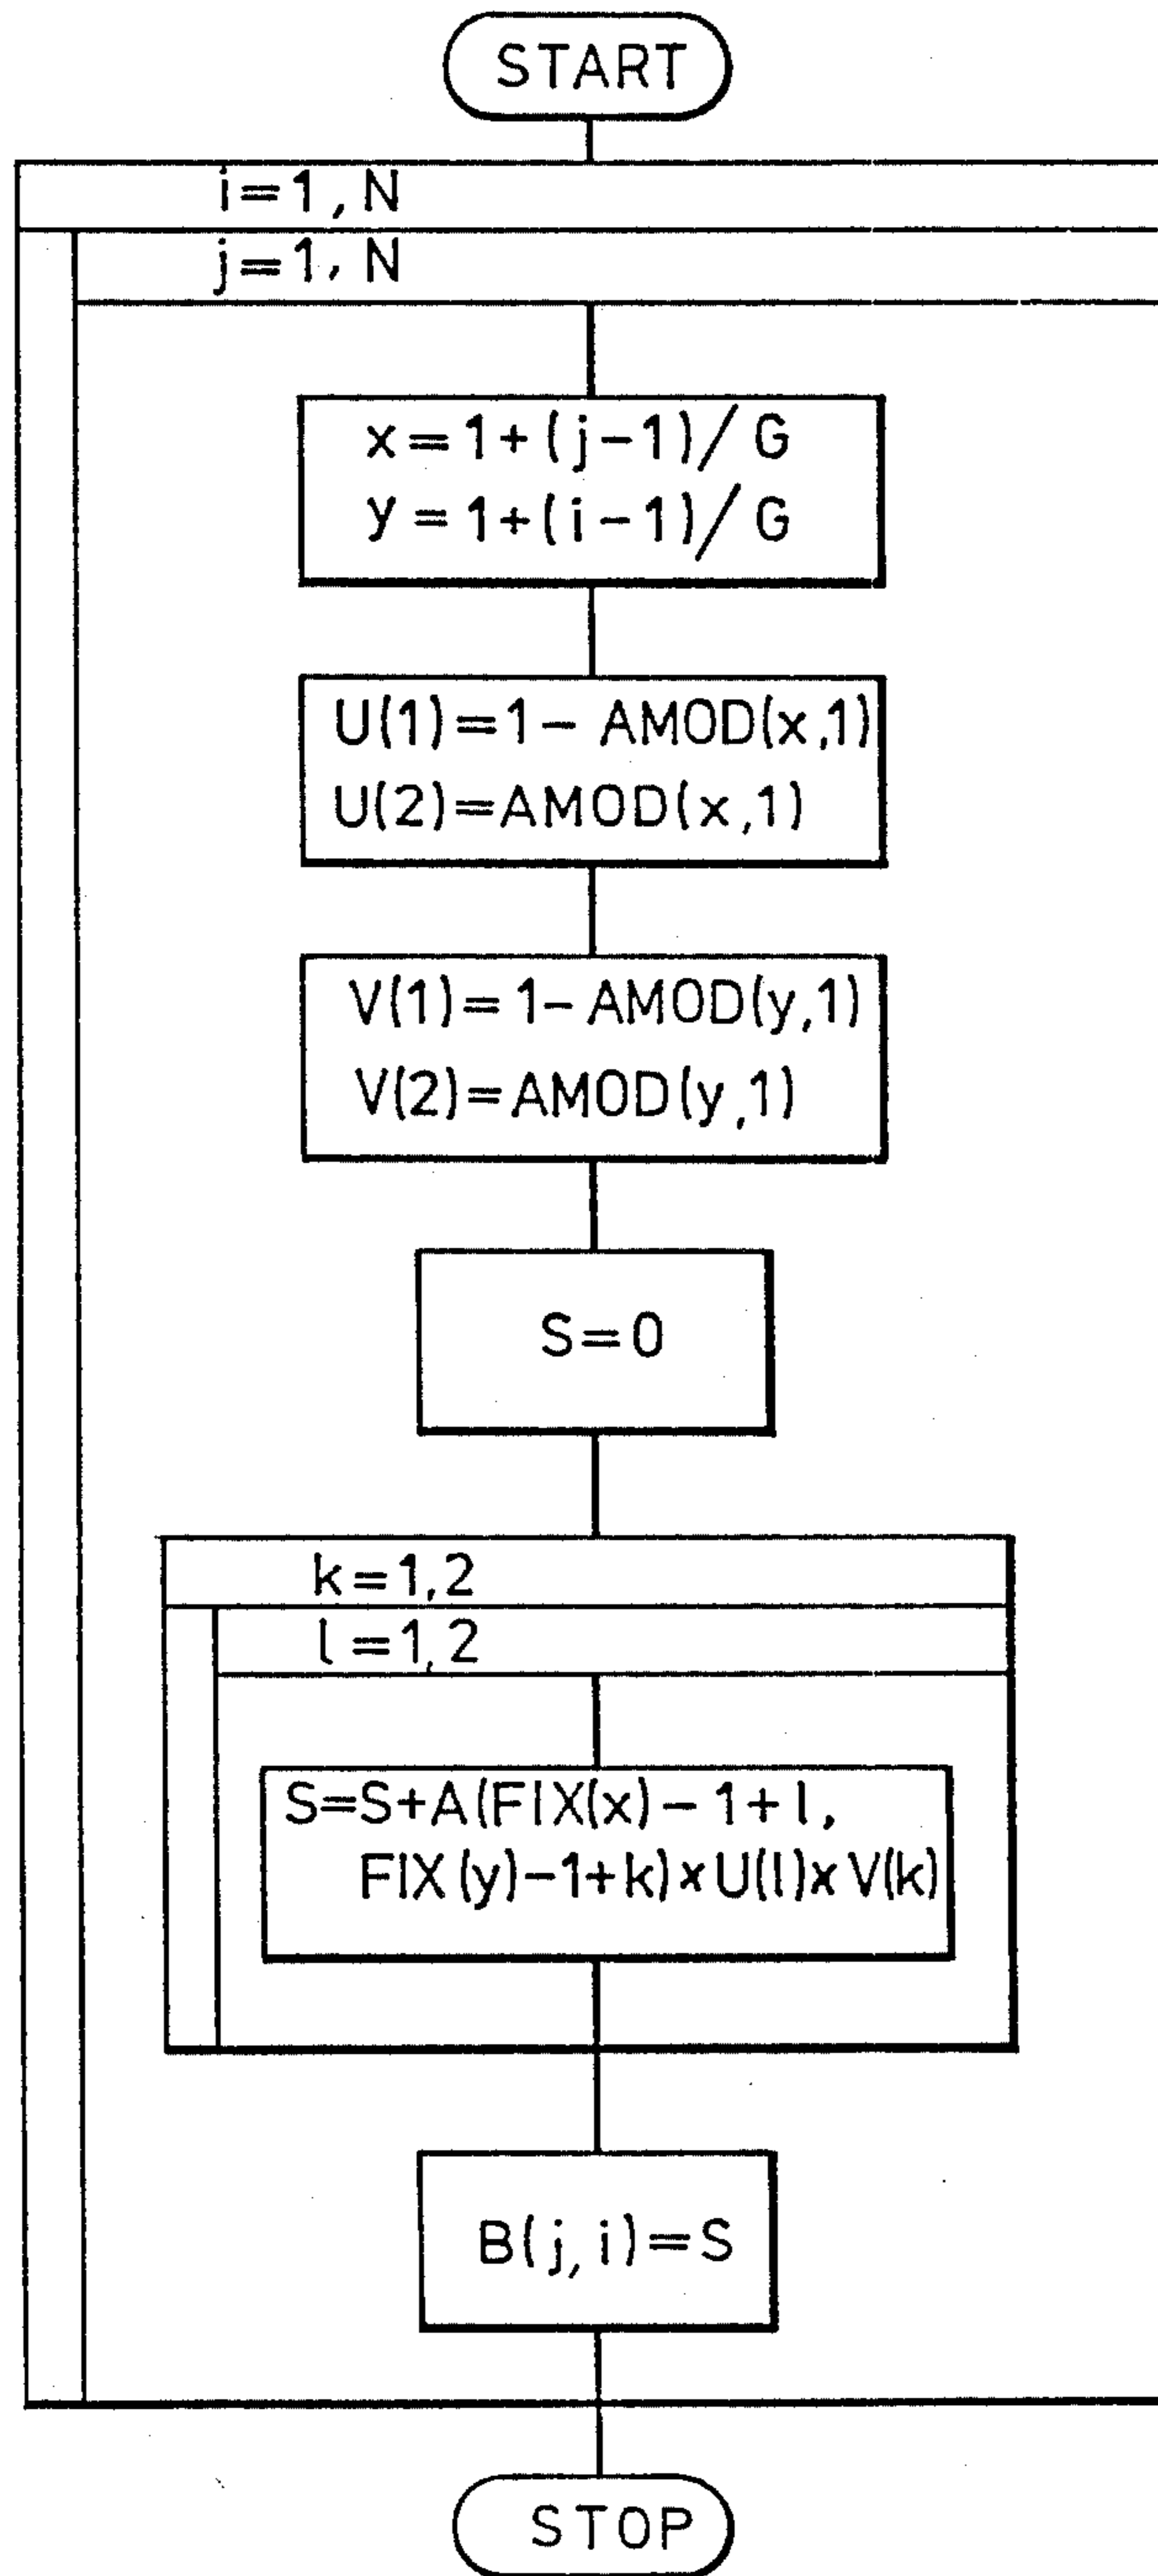 START
i=1, N
j=1, N
x=1+(j-1)/G
y=1+(i-1)/G
U(1)=1- AMOD(x,1)
U(2)=AMOD(x,1)
V(1)=1-AMOD(y,1)
V(2)=AMOD(y,1)
S=0
k=1,2
l=1,2
S=S+A(FIX(x)-1+l,
FIX(y)-1+k)×U(l)×V(k)
B(j,i)=S
STOP